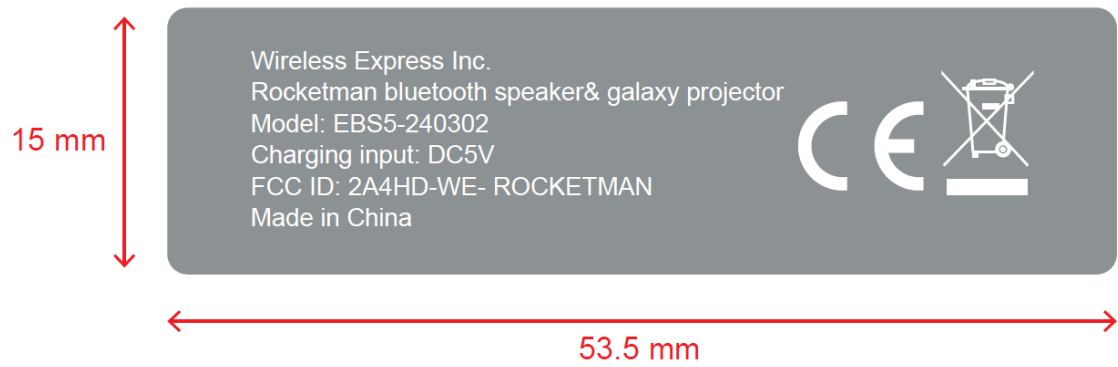 Wireless Express Inc.
Rocketman bluetooth speaker& galaxy projector
Model: EBS5-240302
Charging input: DC5V
FCC ID: 2A4HD-WE- ROCKETMAN
Made in China
CE
15 mm
53.5 mm